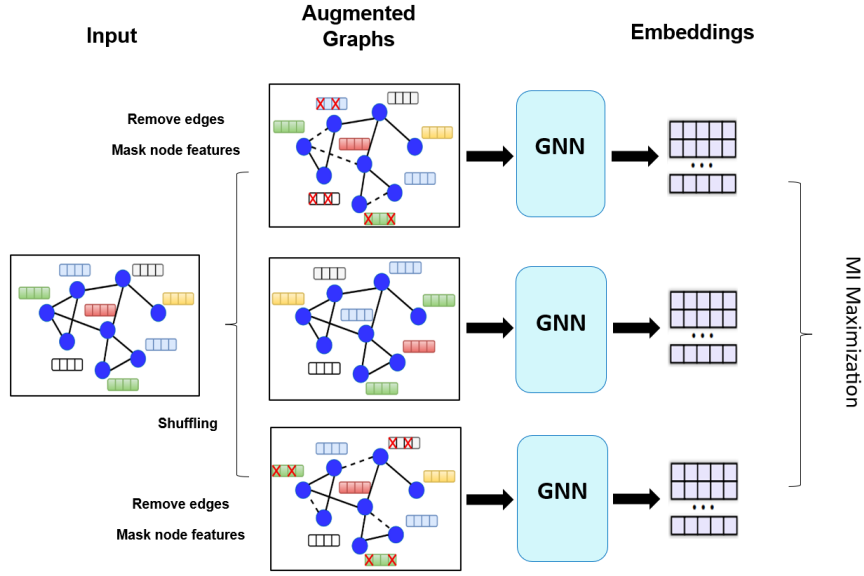 Input
Augmented
Graphs
Embeddings
Remove edges
Mask node features
GNN
GNN
Shuffling
GNN
Remove edges
Mask node features
MI Maximization